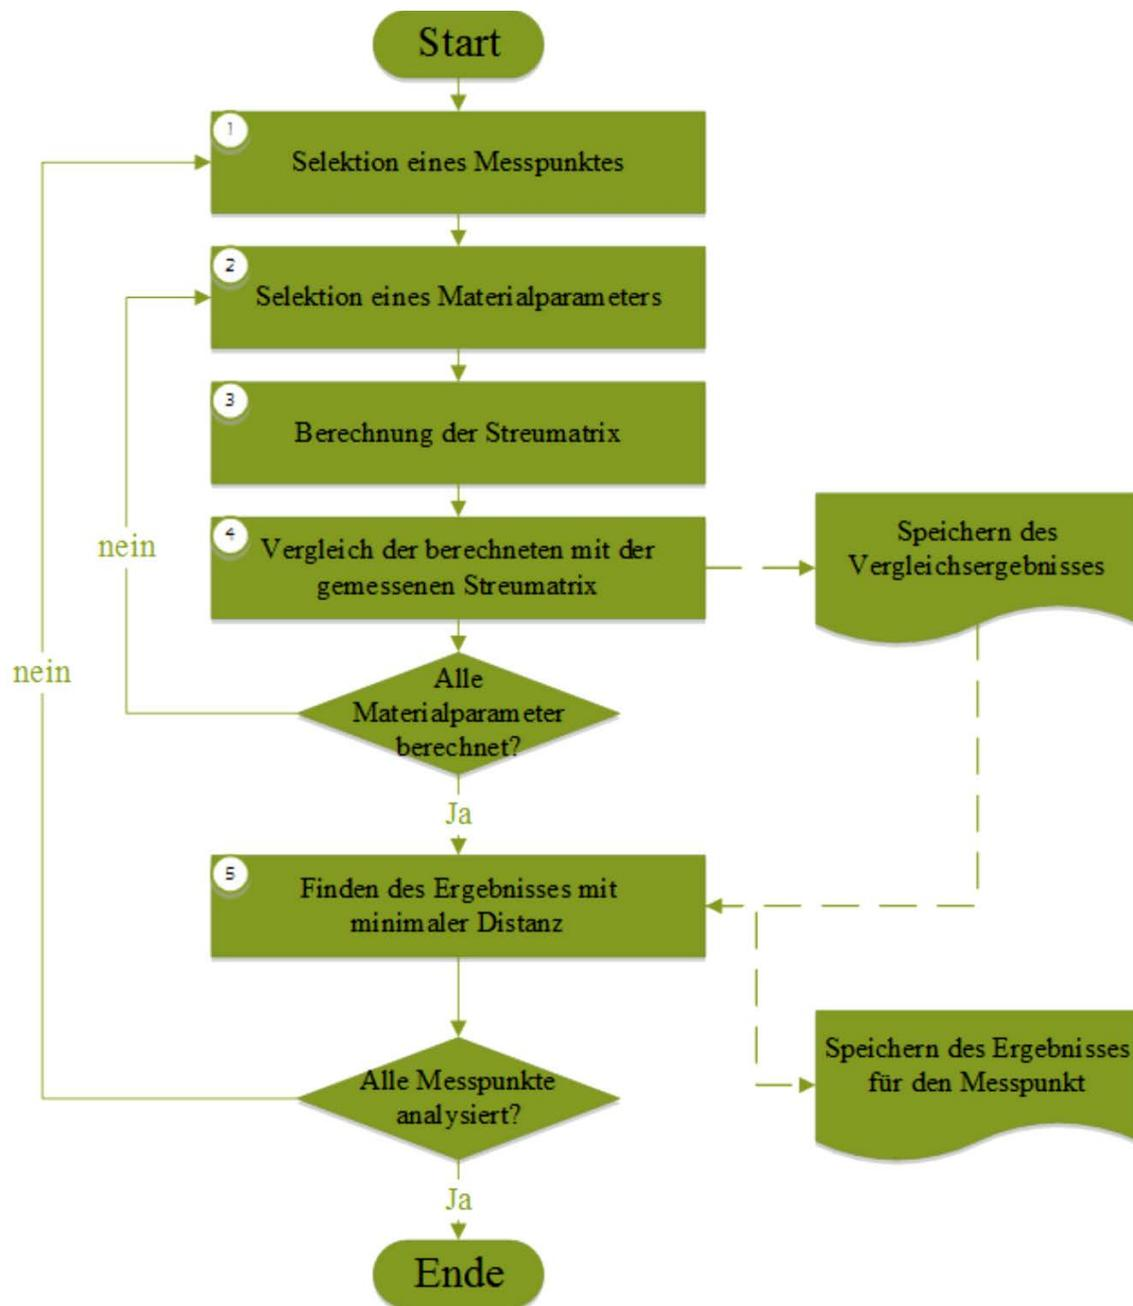 Start
1
Selektion eines Messpunktes
2
Selektion eines Materialparameters
3
Berechnung der Streumatrix
4
Vergleich der berechneten mit der
gemessenen Streumatrix
Speichern des
Vergleichsergebnisses
nein
nein
Alle
Materialparameter
berechnet?
Ja
5
Finden des Ergebnisses mit
minimaler Distanz
Speichern des Ergebnisses
für den Messpunkt
Alle Messpunkte
analysiert?
Ja
Ende